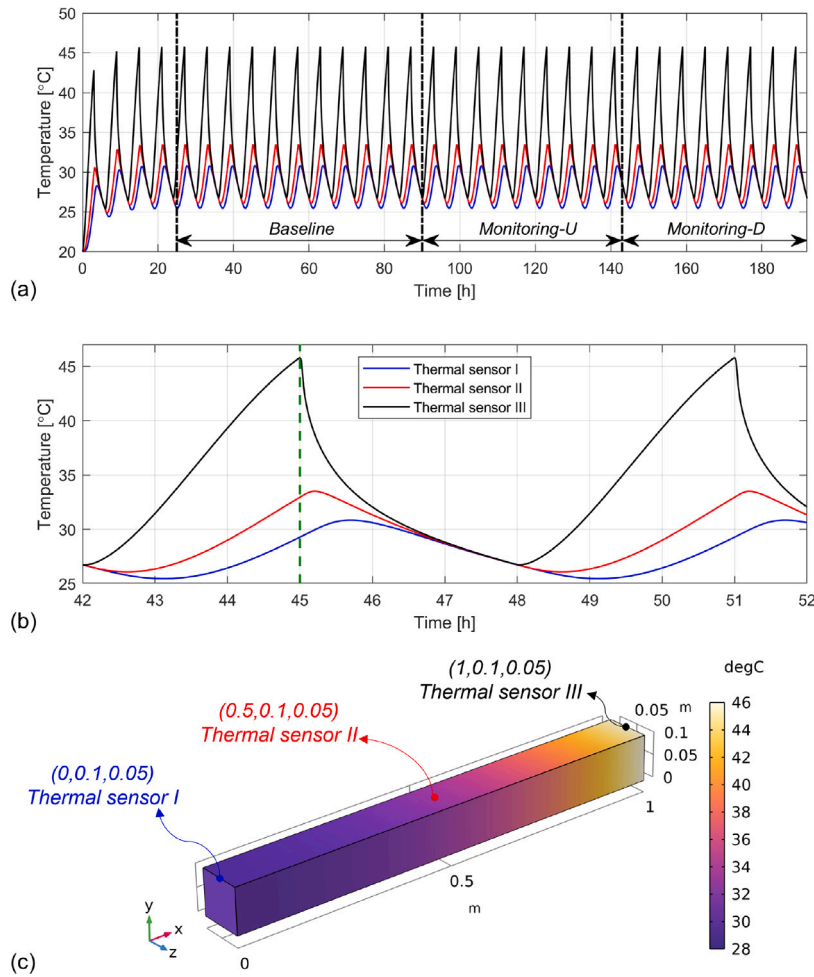 50
45
40
35
30
25
20
Temperature [°C]
Baseline
Monitoring-U
Monitoring-D
0 20 40 60 80 100 120 140 160 180
Time [h]
(a)
45
40
35
30
25
Temperature [°C]
Thermal sensor I
Thermal sensor II
Thermal sensor III
42 43 44 45 46 47 48 49 50 51 52
Time [h]
(b)
(1,0.1,0.05)
Thermal sensor III
(0.5,0.1,0.05)
Thermal sensor II
(0,0.1,0.05)
Thermal sensor I
m
0.05
0.1
0.05
0
1
0.5
m
0
y
x
z
degC
46
44
42
40
38
36
34
32
30
28
(c)